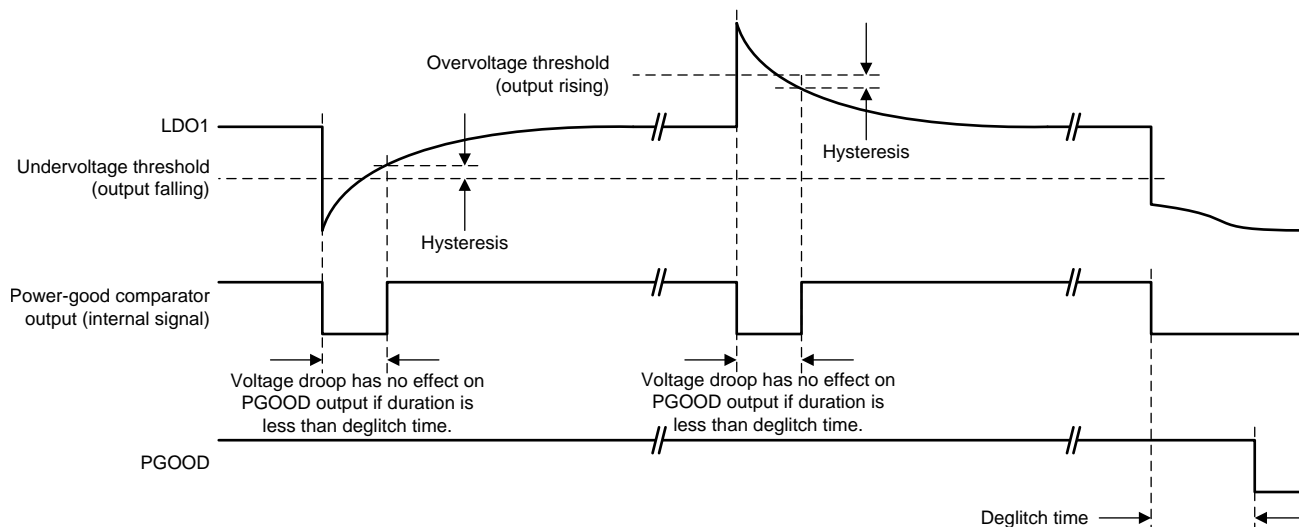 Overvoltage threshold
(output rising)
LDO1
Hysteresis
Undervoltage threshold
(output falling)
Hysteresis
Power-good comparator
output (internal signal)
Voltage droop has no effect on
PGOOD output if duration is
less than deglitch time.
Voltage droop has no effect on
PGOOD output if duration is
less than deglitch time.
PGOOD
Deglitch time